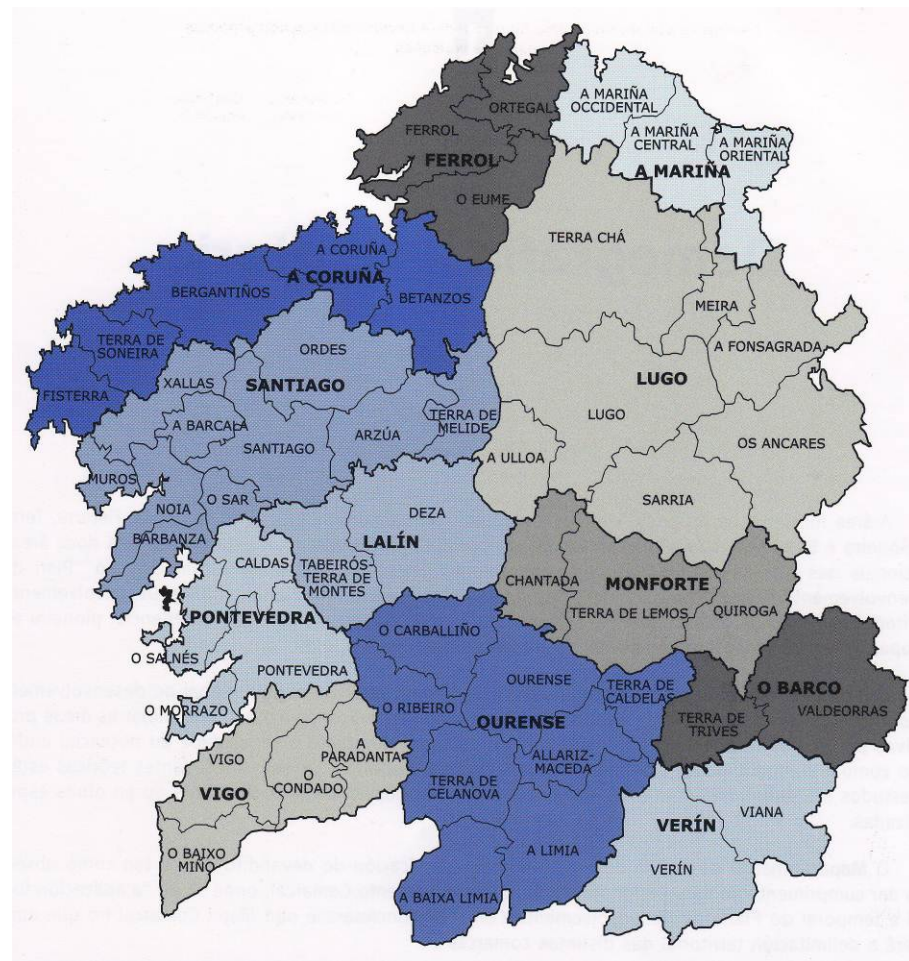 A MARIÑA
OCCIDENTAL
ORTEGAL
FERROL
A MARIÑA
CENTRAL
A MARIÑA
ORIENTAL
FERROL
A MARIÑA
O EUME
TERRA CHÁ
A CORUÑA
A CORUÑA
BERGANTIÑOS
BETANZOS
MEIRA
TERRA DE
SONEIRA
ORDES
A FONSAGRADA
XALLAS
SANTIAGO
LUGO
FISTERRA
LUGO
TERRA DE
MELIDE
A BARCALA
ARZÚA
SANTIAGO
OS ANCARES
A ULLOA
MUROS
O SAR
SARRIA
NOIA
DEZA
BARBANZA
LALÍN
CALDAS
TABEIRÓS-
TERRA DE
MONTES
CHANTADA
MONFORTE
QUIROGA
TERRA DE LEMOS
PONTEVEDRA
O CARBALLIÑO
O SALNÉS
PONTEVEDRA
OURENSE
TERRA DE
CALDELAS
O BARCO
VALDEORRAS
O MORRAZO
O RIBEIRO
OURENSE
TERRA DE
TRIVES
VIGO
A
PARADANTA
ALLARIZ-
MACEDA
O
CONDADO
VIGO
TERRA DE
CELANOVA
VIANA
VERÍN
O BAIXO
MIÑO
A LIMIA
VERÍN
A BAIXA LIMIA